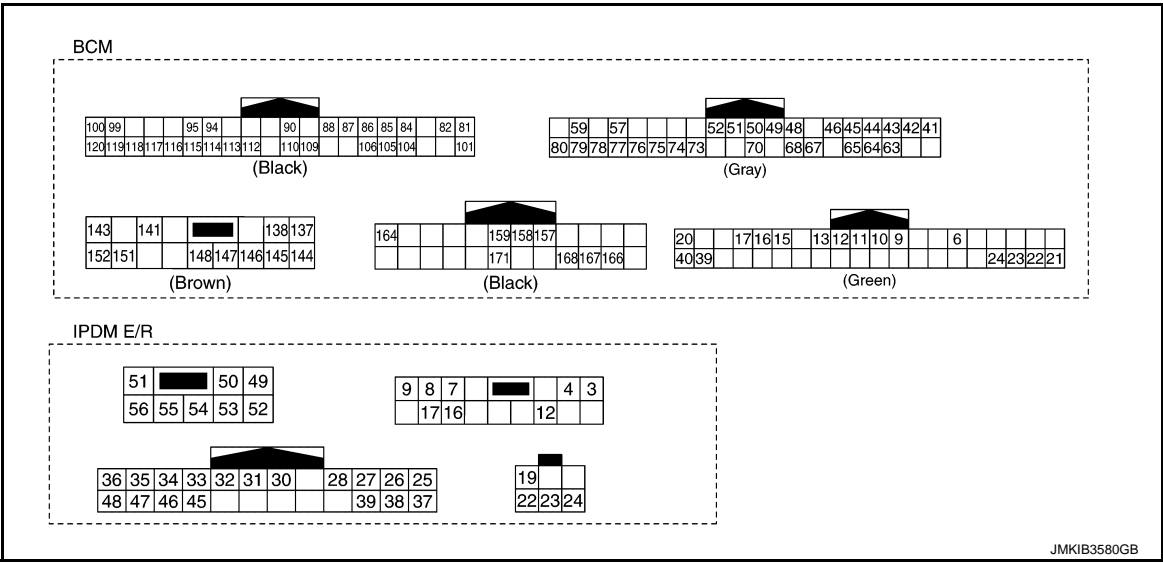 BCM
100 99 95 94 90 88 87 86 85 84 82 81
120 119 118 117 116 115 114 113 112 110 109 106 105 104 101
(Black)
59 57 52 51 50 49 48 46 45 44 43 42 41
80 79 78 77 76 75 74 73 70 68 67 65 64 63
(Gray)
143 141 138 137
152 151 148 147 146 145 144
(Brown)
164 159 158 157
171 168 167 166
(Black)
20 17 16 15 13 12 11 10 9 6
40 39 24 23 22 21
(Green)
IPDM E/R
51 50 49
56 55 54 53 52
9 8 7 4 3
17 16 12
36 35 34 33 32 31 30 28 27 26 25
48 47 46 45 39 38 37
19
22 23 24
JMKIB3580GB